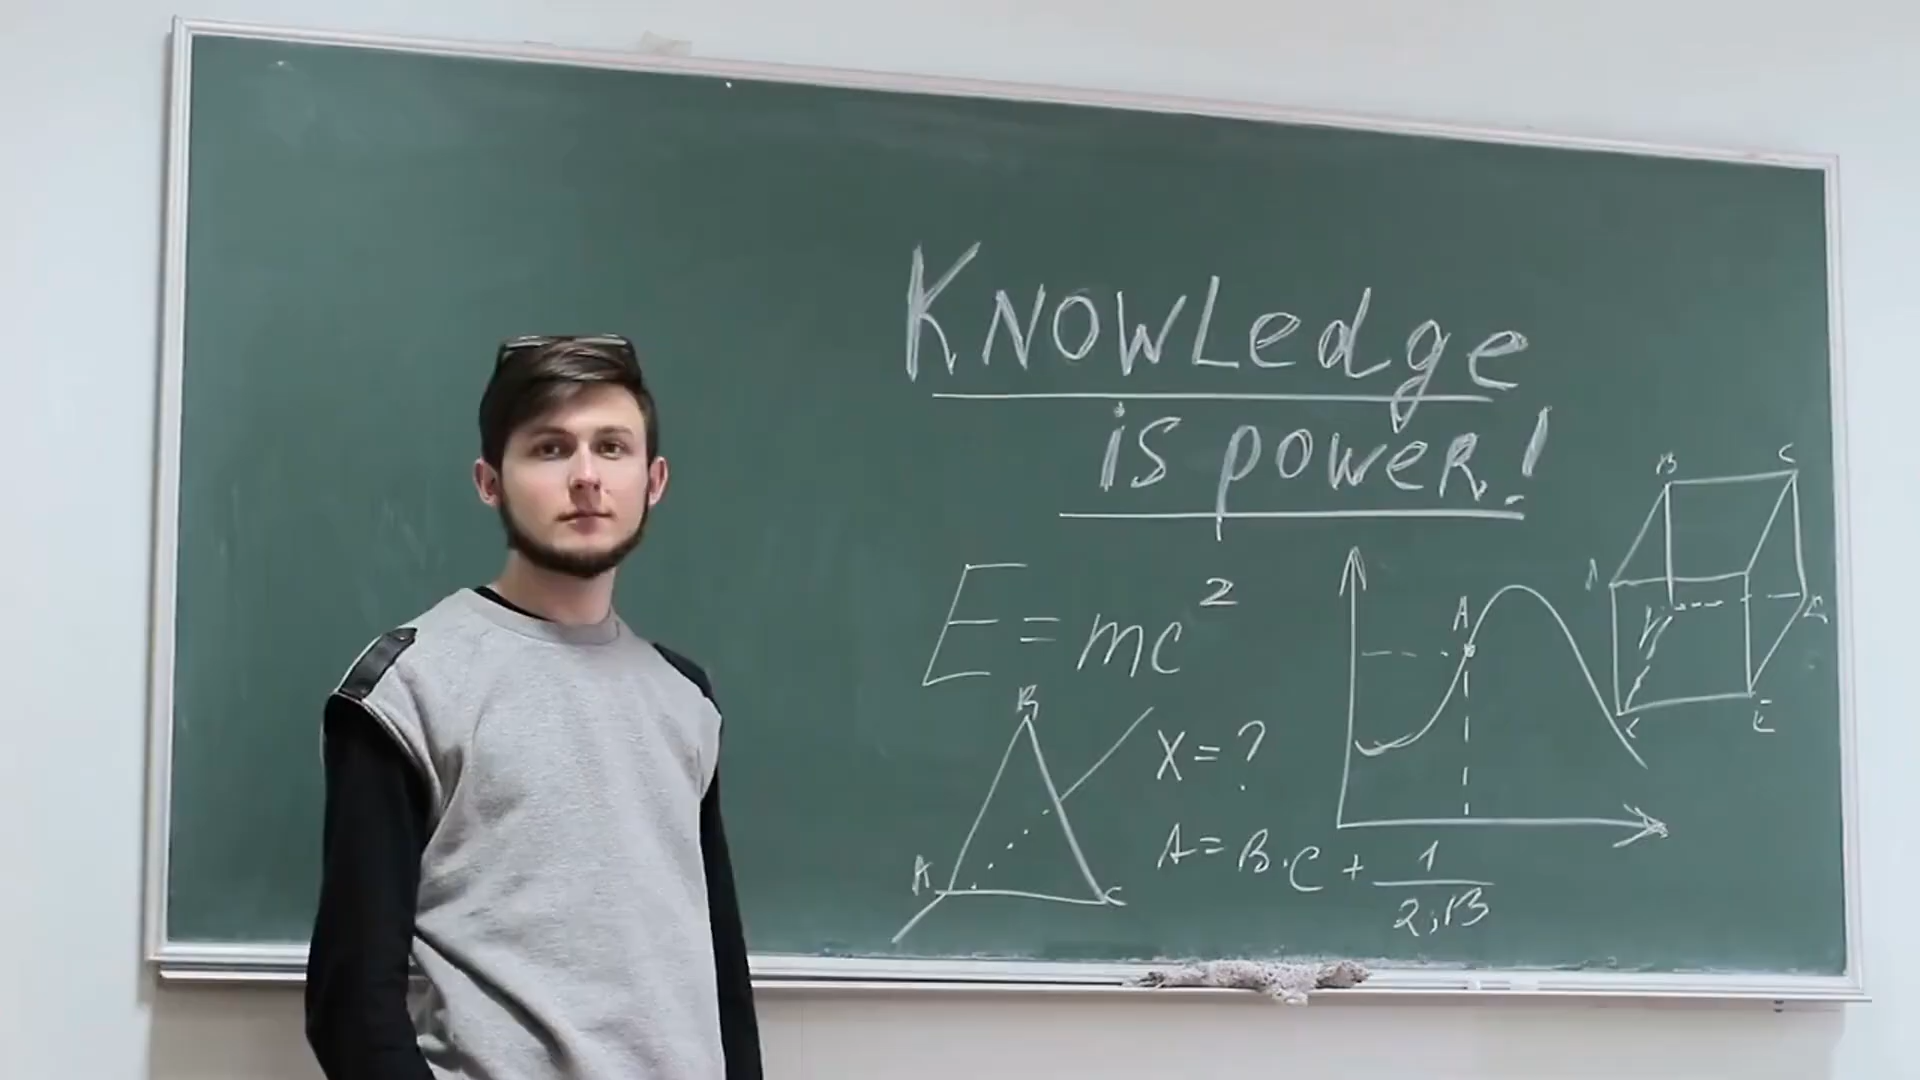 KNOWLedge
is poweR!
E=mc²
B
A
C
X=?
A=B·C+1/2,13
A
B
C
A
E